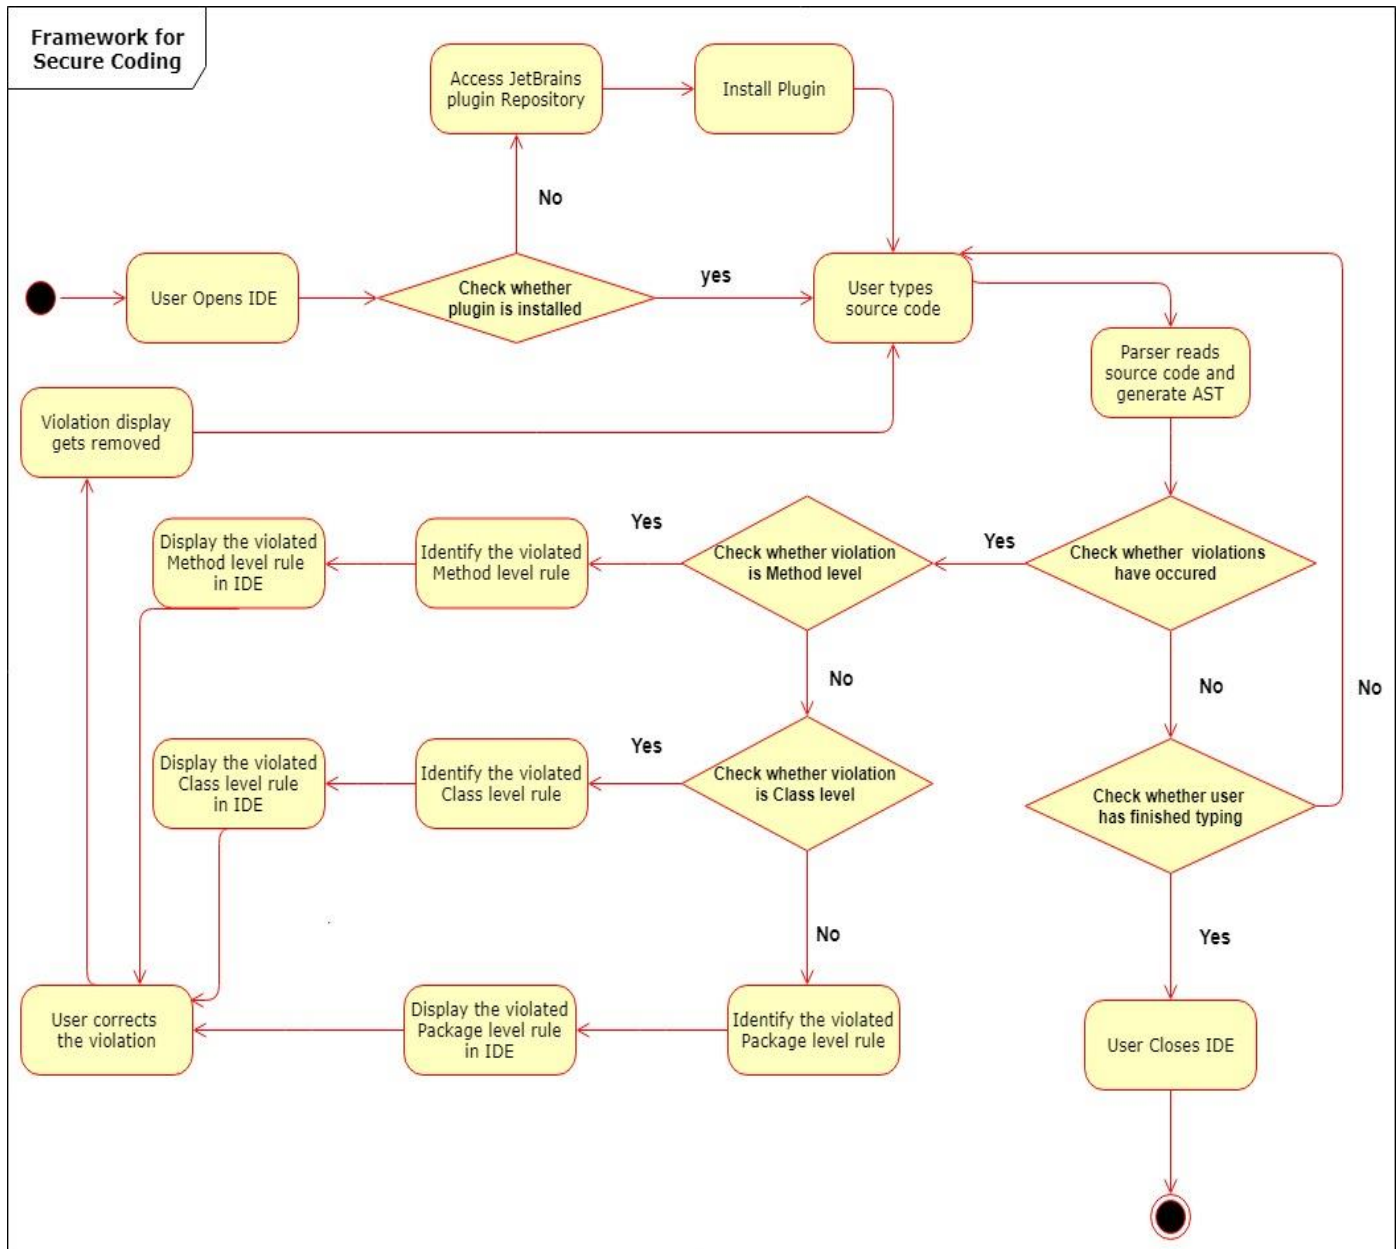 Framework for
Secure Coding
Access JetBrains
plugin Repository
Install Plugin
No
User Opens IDE
Check whether
plugin is installed
yes
User types
source code
Parser reads
source code and
generate AST
Violation display
gets removed
Display the violated
Method level rule
in IDE
Identify the violated
Method level rule
Yes
Check whether violation
is Method level
Yes
Check whether  violations
have occured
No
No
No
Display the violated
Class level rule
in IDE
Identify the violated
Class level rule
Yes
Check whether violation
is Class level
Check whether user
has finished typing
No
Yes
User corrects
the violation
Display the violated
Package level rule
in IDE
Identify the violated
Package level rule
User Closes IDE